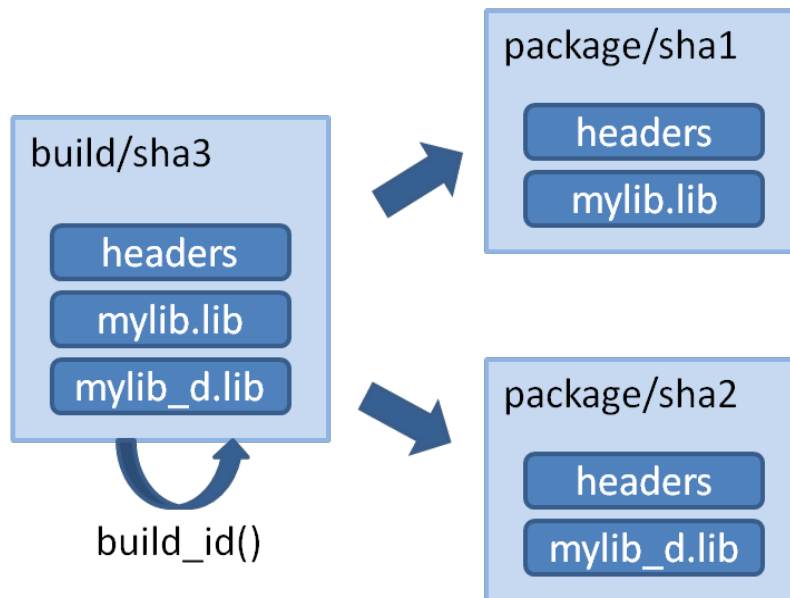 build/sha3
headers
mylib.lib
mylib_d.lib
build_id()
package/sha1
headers
mylib.lib
package/sha2
headers
mylib_d.lib